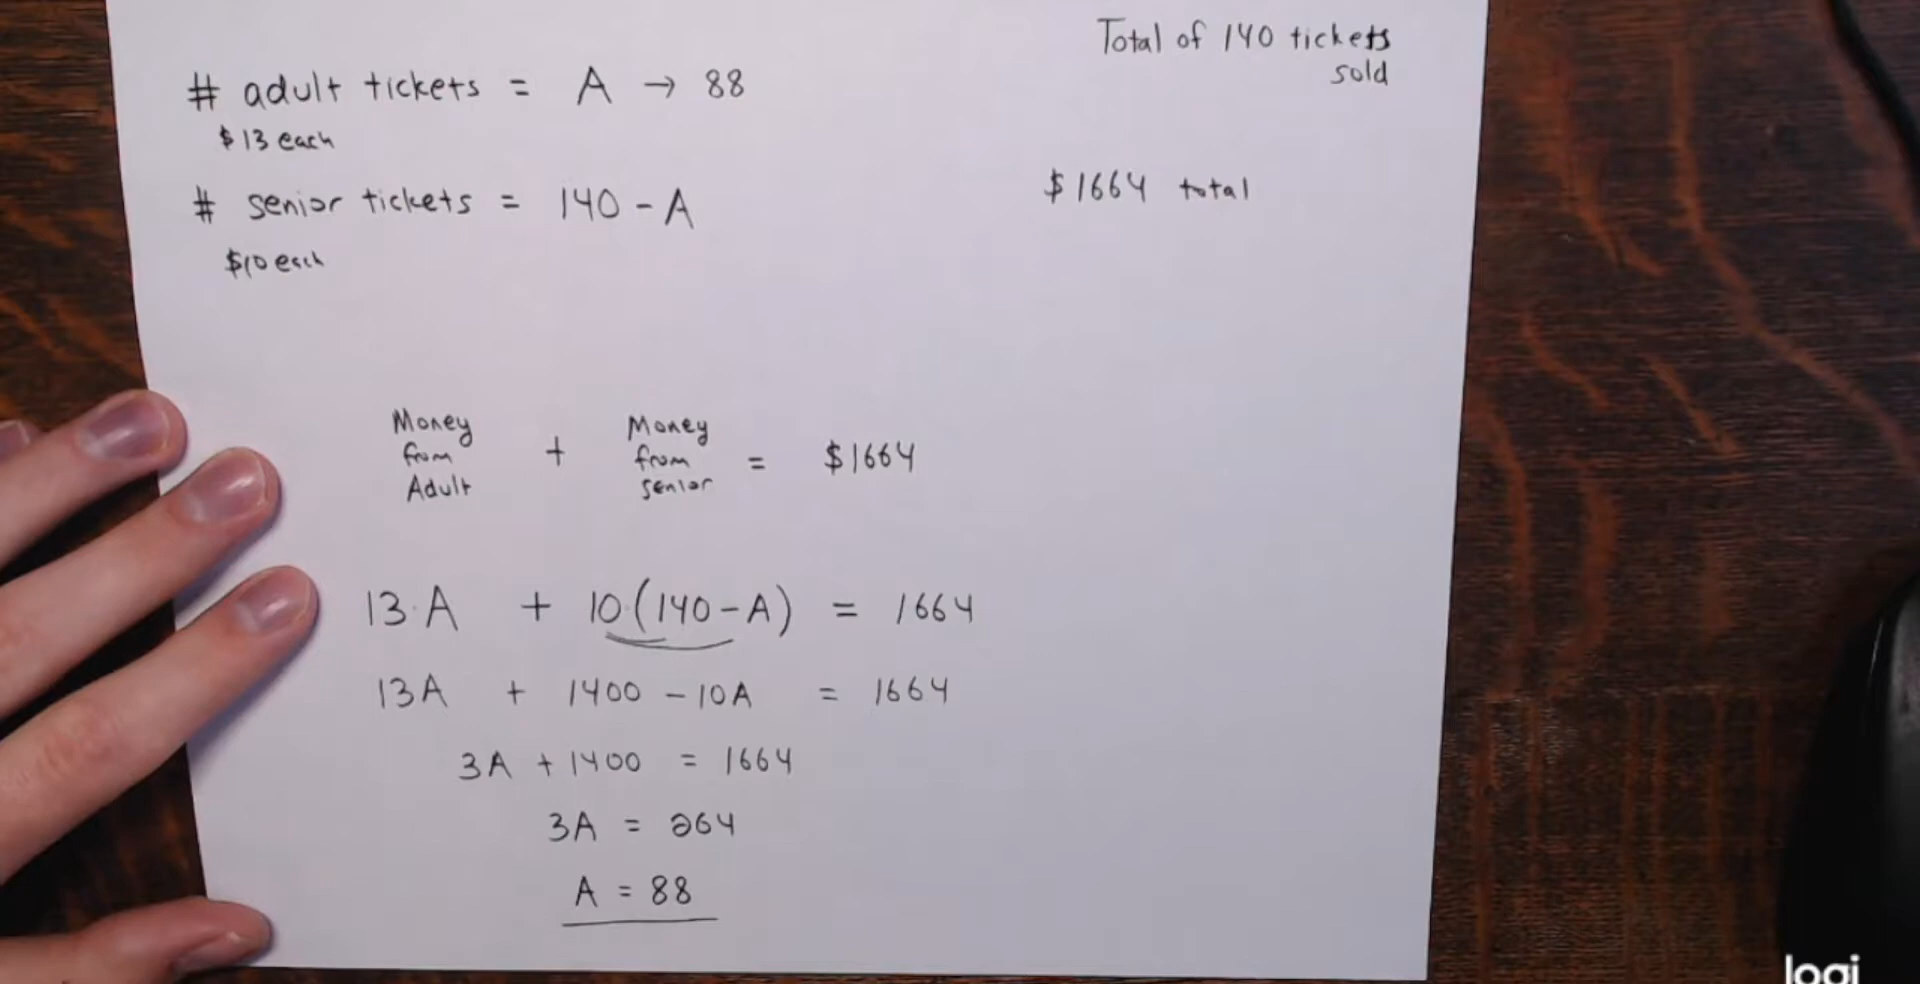 Total of 140 tickets
sold
# adult tickets = A → 88
$13 each
$1664 total
# senior tickets = 140 - A
$10 each
Money from Adult + Money from senior = $1664
13·A + 10·(140-A) = 1664
13A + 1400 - 10A = 1664
3A + 1400 = 1664
3A = 264
A = 88
logi